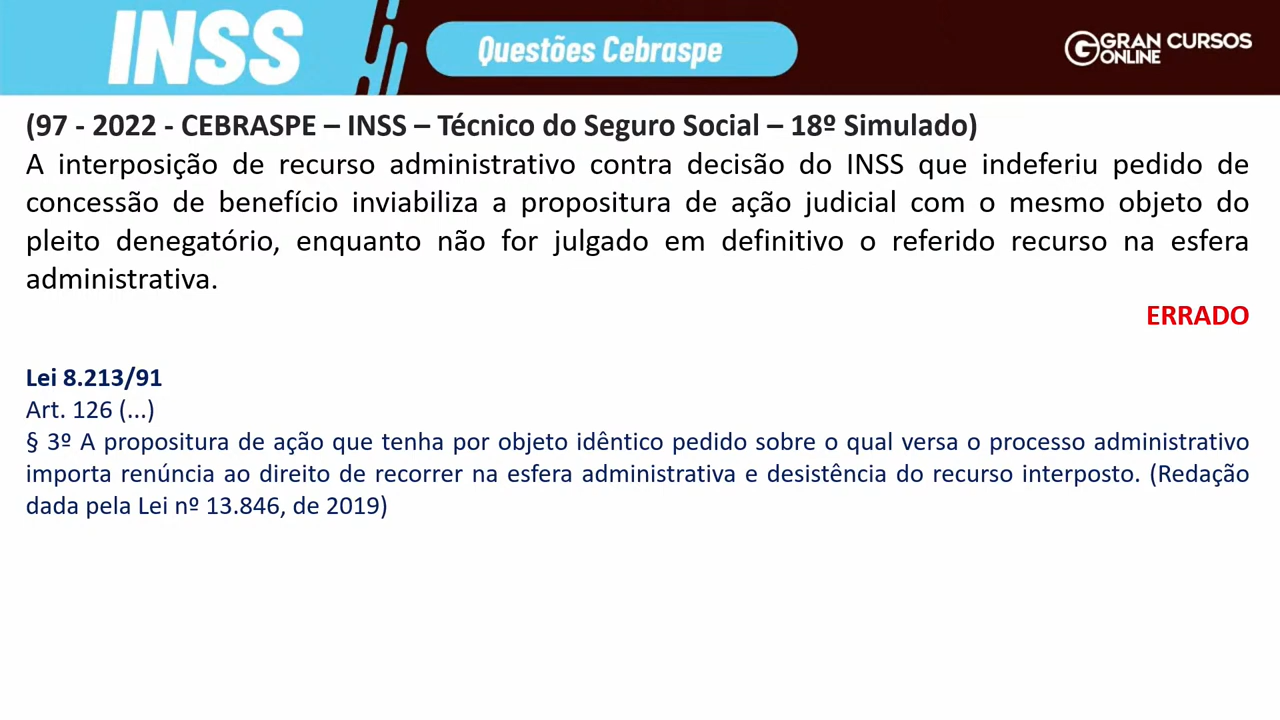 INSS
Questões Cebraspe
GRAN CURSOS
ONLINE
(97 - 2022 - CEBRASPE – INSS – Técnico do Seguro Social – 18º Simulado)
A interposição de recurso administrativo contra decisão do INSS que indeferiu pedido de
concessão de benefício inviabiliza a propositura de ação judicial com o mesmo objeto do
pleito denegatório, enquanto não for julgado em definitivo o referido recurso na esfera
administrativa.
ERRADO
Lei 8.213/91
Art. 126 (...)
§ 3º A propositura de ação que tenha por objeto idêntico pedido sobre o qual versa o processo administrativo
importa renúncia ao direito de recorrer na esfera administrativa e desistência do recurso interposto. (Redação
dada pela Lei nº 13.846, de 2019)